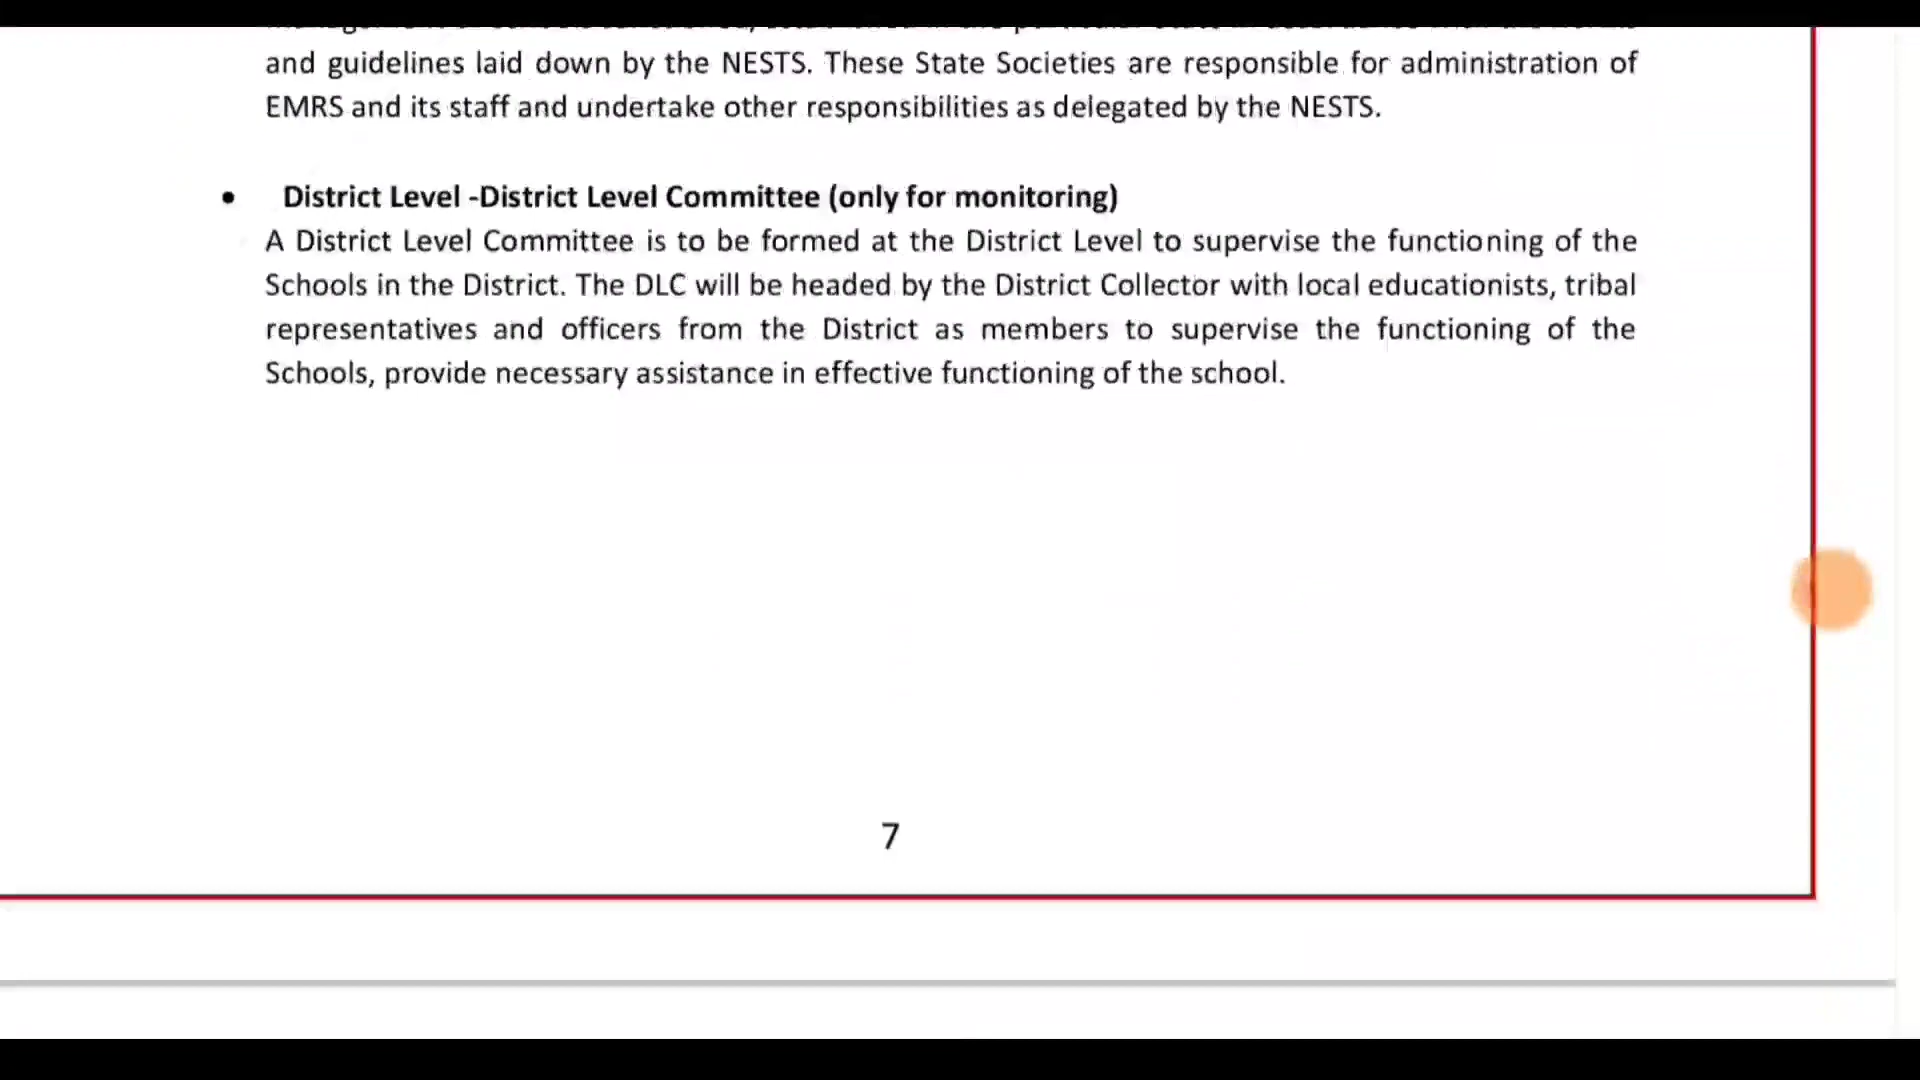 and guidelines laid down by the NESTS. These State Societies are responsible for administration of
EMRS and its staff and undertake other responsibilities as delegated by the NESTS.
• District Level -District Level Committee (only for monitoring)
A District Level Committee is to be formed at the District Level to supervise the functioning of the
Schools in the District. The DLC will be headed by the District Collector with local educationists, tribal
representatives and officers from the District as members to supervise the functioning of the
Schools, provide necessary assistance in effective functioning of the school.
7